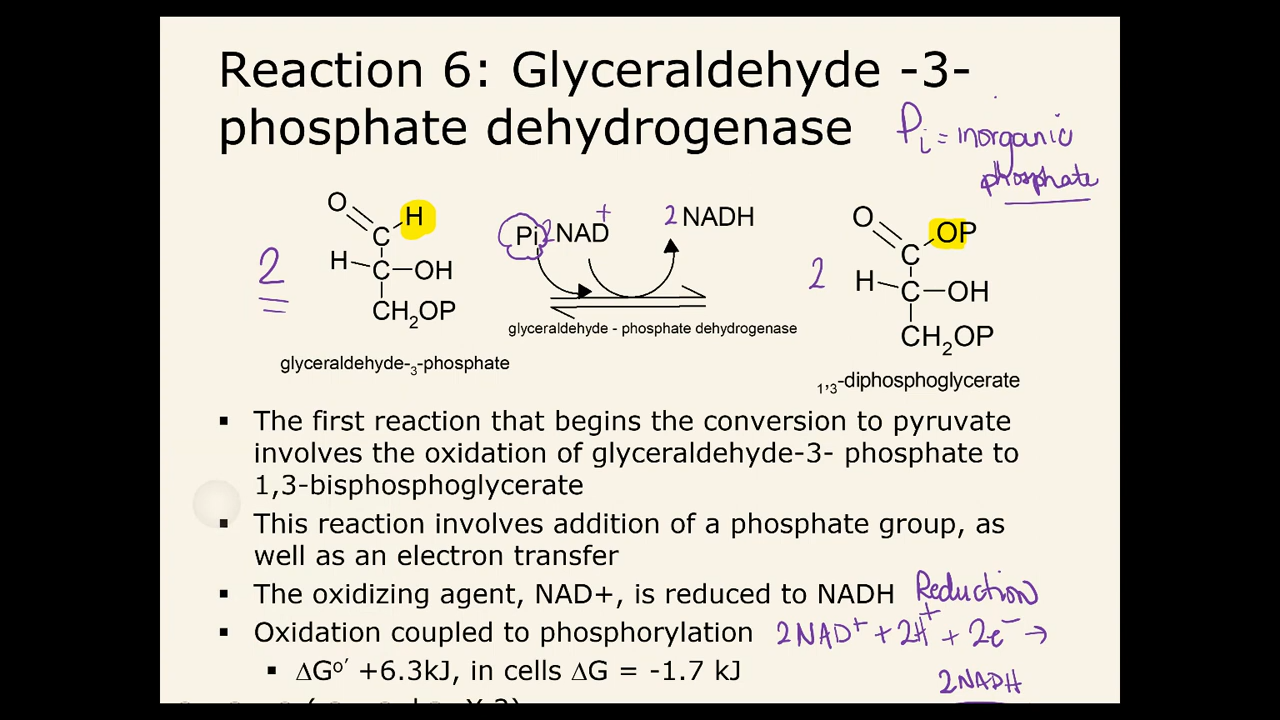 Reaction 6: Glyceraldehyde -3-
phosphate dehydrogenase
Pi = inorganic
phosphate
2
O
H
C
H
C
OH
CH2OP
glyceraldehyde-3-phosphate
Pi 2NAD+
2 NADH
glyceraldehyde - phosphate dehydrogenase
2
O
OP
C
H
C
OH
CH2OP
1,3-diphosphoglycerate
▪ The first reaction that begins the conversion to pyruvate
involves the oxidation of glyceraldehyde-3- phosphate to
1,3-bisphosphoglycerate
▪ This reaction involves addition of a phosphate group, as
well as an electron transfer
▪ The oxidizing agent, NAD+, is reduced to NADH
Reduction
▪ Oxidation coupled to phosphorylation
2NAD+ + 2H+ + 2e- →
▪ ΔGo′ +6.3kJ, in cells ΔG = -1.7 kJ
2NADH